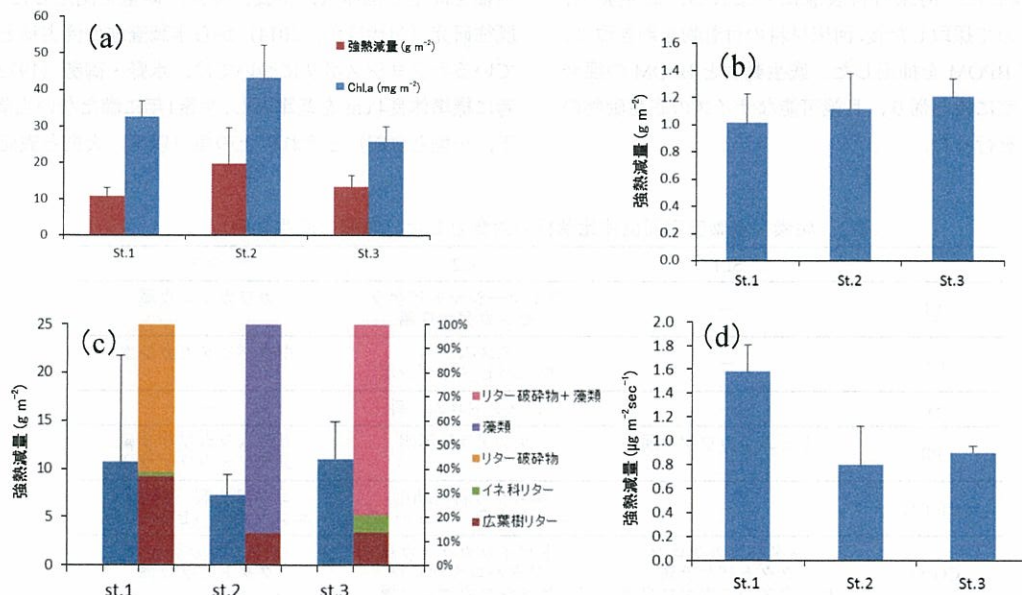 (a)
強熱減量 (g m⁻²)
Chl.a (mg m⁻²)
60
50
40
30
20
10
0
St.1
St.2
St.3
(b)
強熱減量 (g m⁻²)
1.6
1.4
1.2
1.0
0.8
0.6
0.4
0.2
0.0
St.1
St.2
St.3
(c)
強熱減量 (g m⁻²)
25
20
15
10
5
0
100%
90%
80%
70%
60%
50%
40%
30%
20%
10%
0%
リター破砕物+藻類
藻類
リター破砕物
イネ科リター
広葉樹リター
st.1
st.2
st.3
(d)
強熱減量 (μg m⁻² sec⁻¹)
2.0
1.8
1.6
1.4
1.2
1.0
0.8
0.6
0.4
0.2
0.0
St.1
St.2
St.3